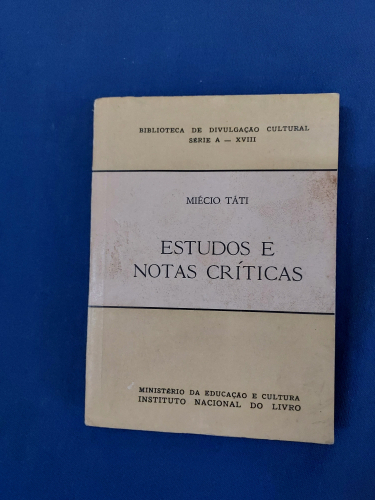 BIBLIOTECA DE DIVULGAÇÃO CULTURAL
SÉRIE A — XVIII
MIÉCIO TÁTI
ESTUDOS E
NOTAS CRÍTICAS
MINISTÉRIO DA EDUCAÇÃO E CULTURA
INSTITUTO NACIONAL DO LIVRO